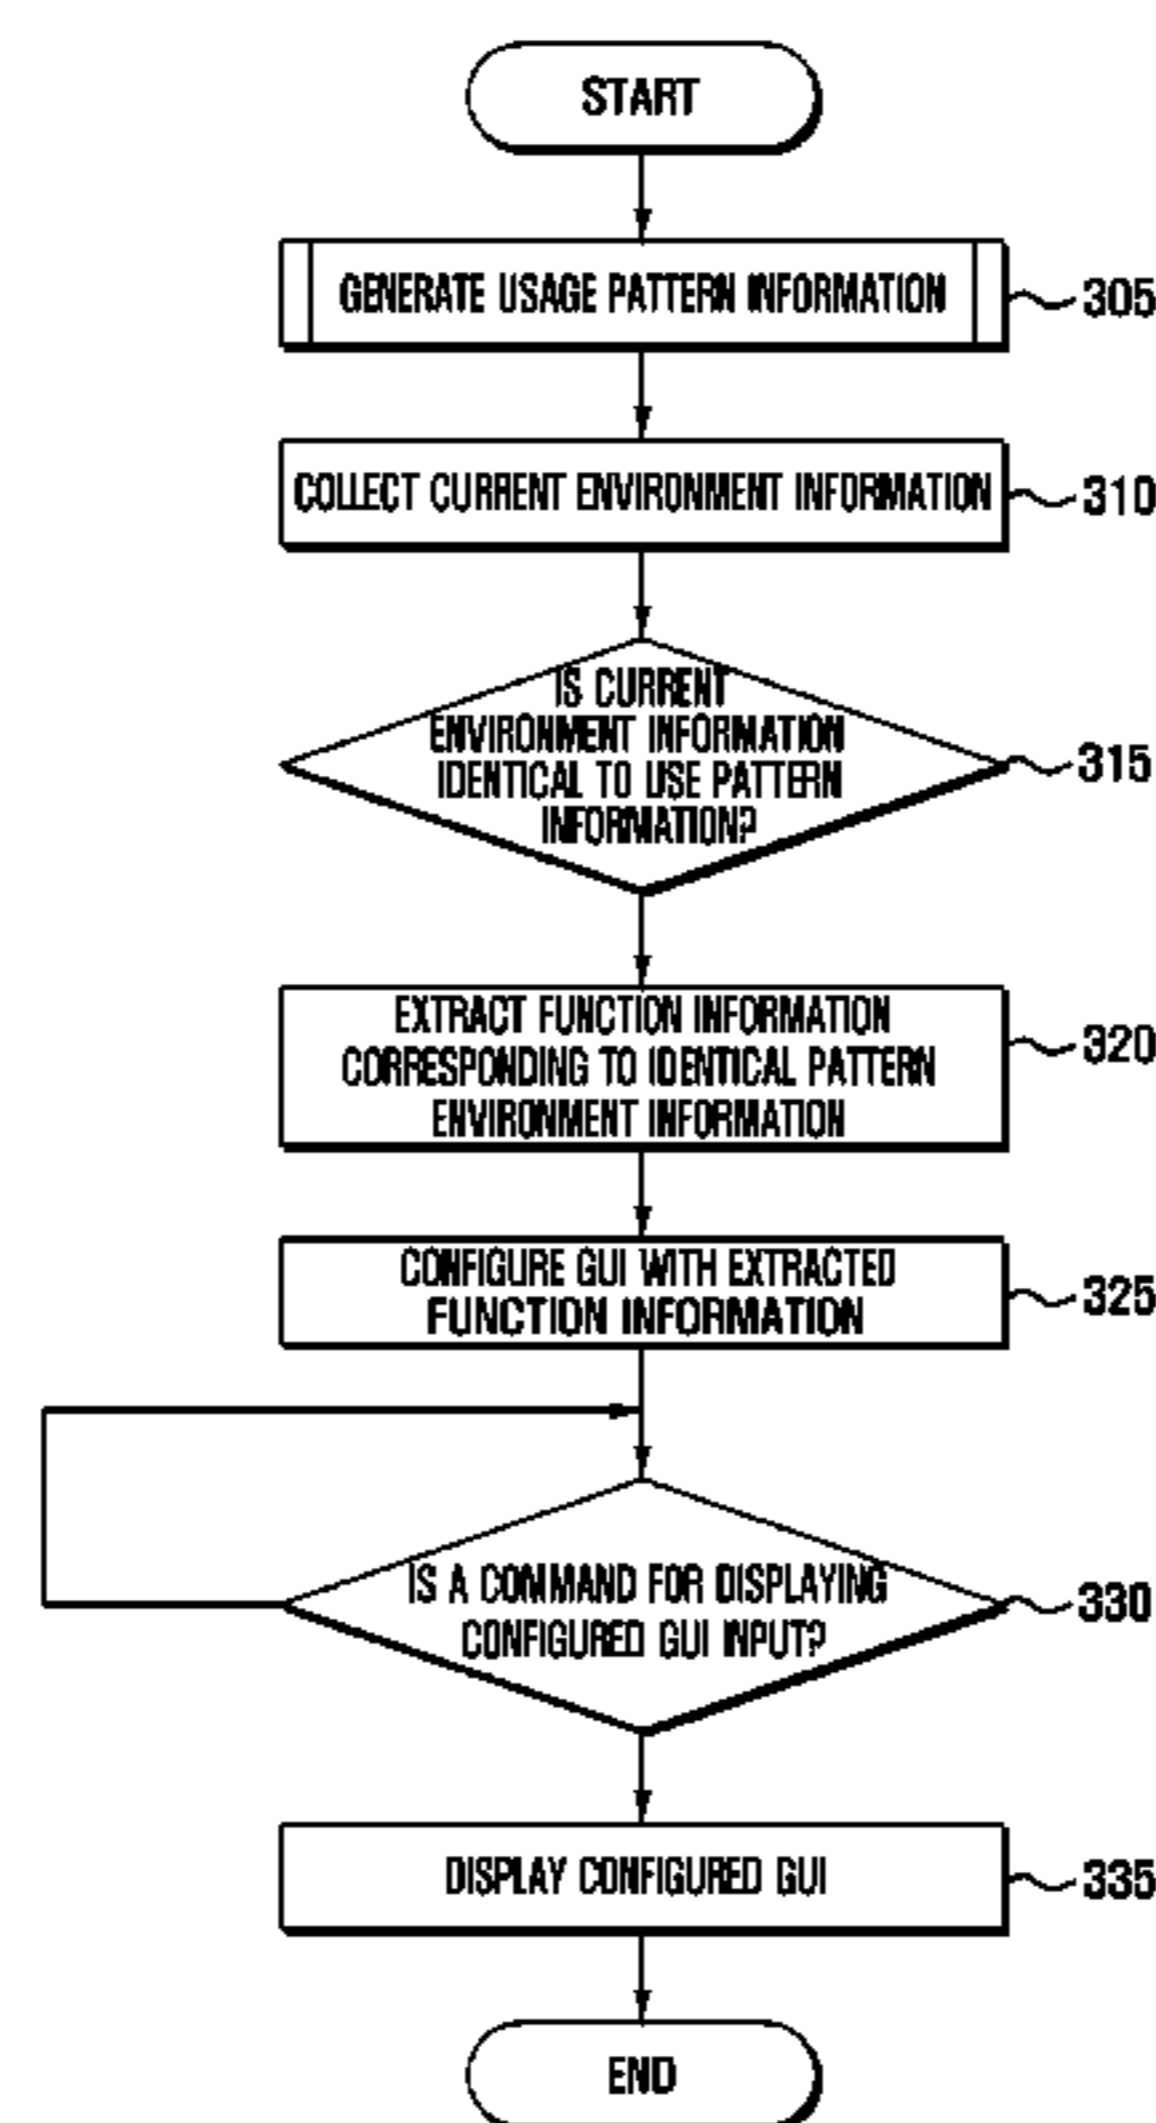 START
GENERATE USAGE PATTERN INFORMATION
305
COLLECT CURRENT ENVIRONMENT INFORMATION
310
IS CURRENT
ENVIRONMENT INFORMATION
IDENTICAL TO USE PATTERN
INFORMATION?
315
EXTRACT FUNCTION INFORMATION
CORRESPONDING TO IDENTICAL PATTERN
ENVIRONMENT INFORMATION
320
CONFIGURE GUI WITH EXTRACTED
FUNCTION INFORMATION
325
IS A COMMAND FOR DISPLAYING
CONFIGURED GUI INPUT?
330
DISPLAY CONFIGURED GUI
335
END